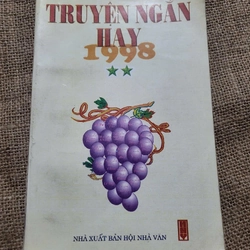 TRUYỆN NGẮN
HAY
1998
★★
NHÀ XUẤT BẢN HỘI NHÀ VĂN